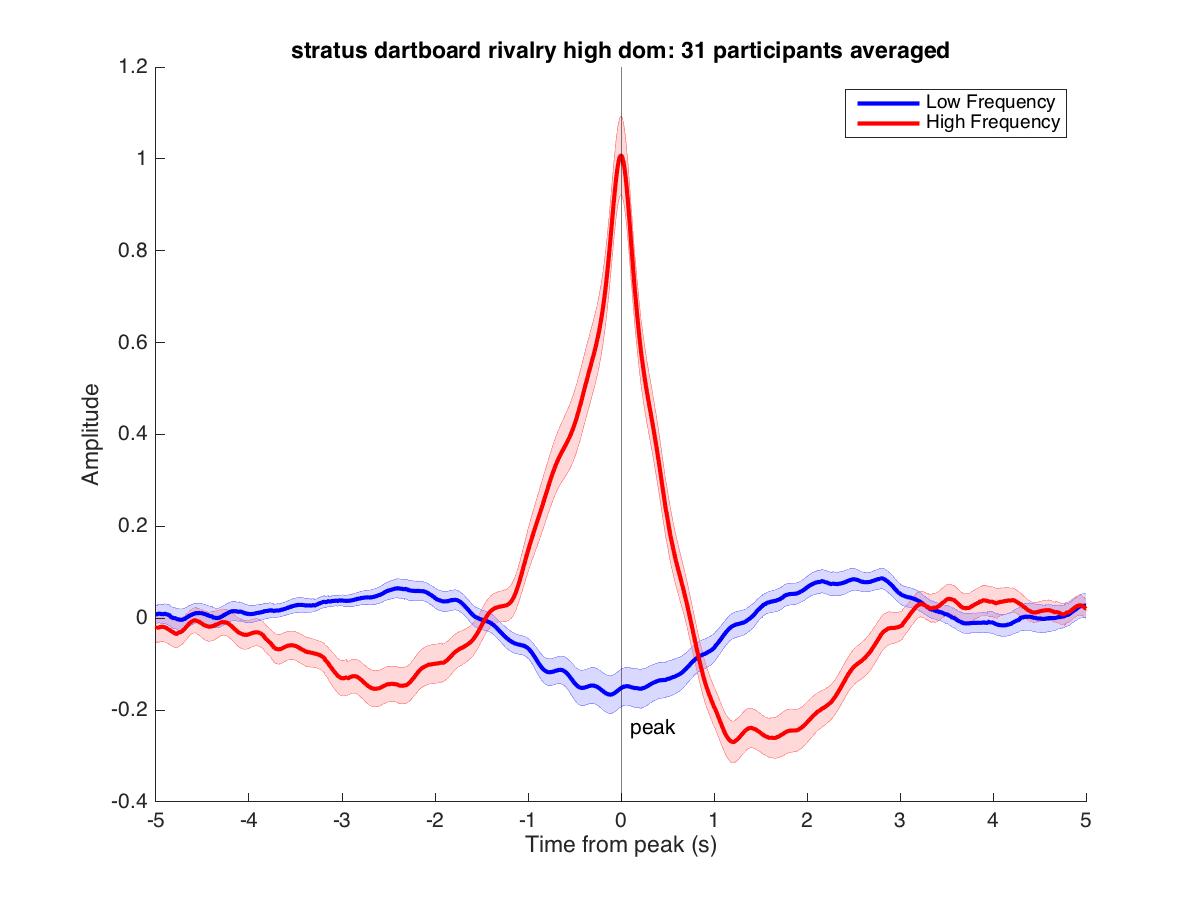 stratus dartboard rivalry high dom: 31 participants averaged
1.2
1
0.8
0.6
0.4
0.2
0
-0.2
-0.4
Amplitude
Low Frequency
High Frequency
peak
-5 -4 -3 -2 -1 0 1 2 3 4 5
Time from peak (s)